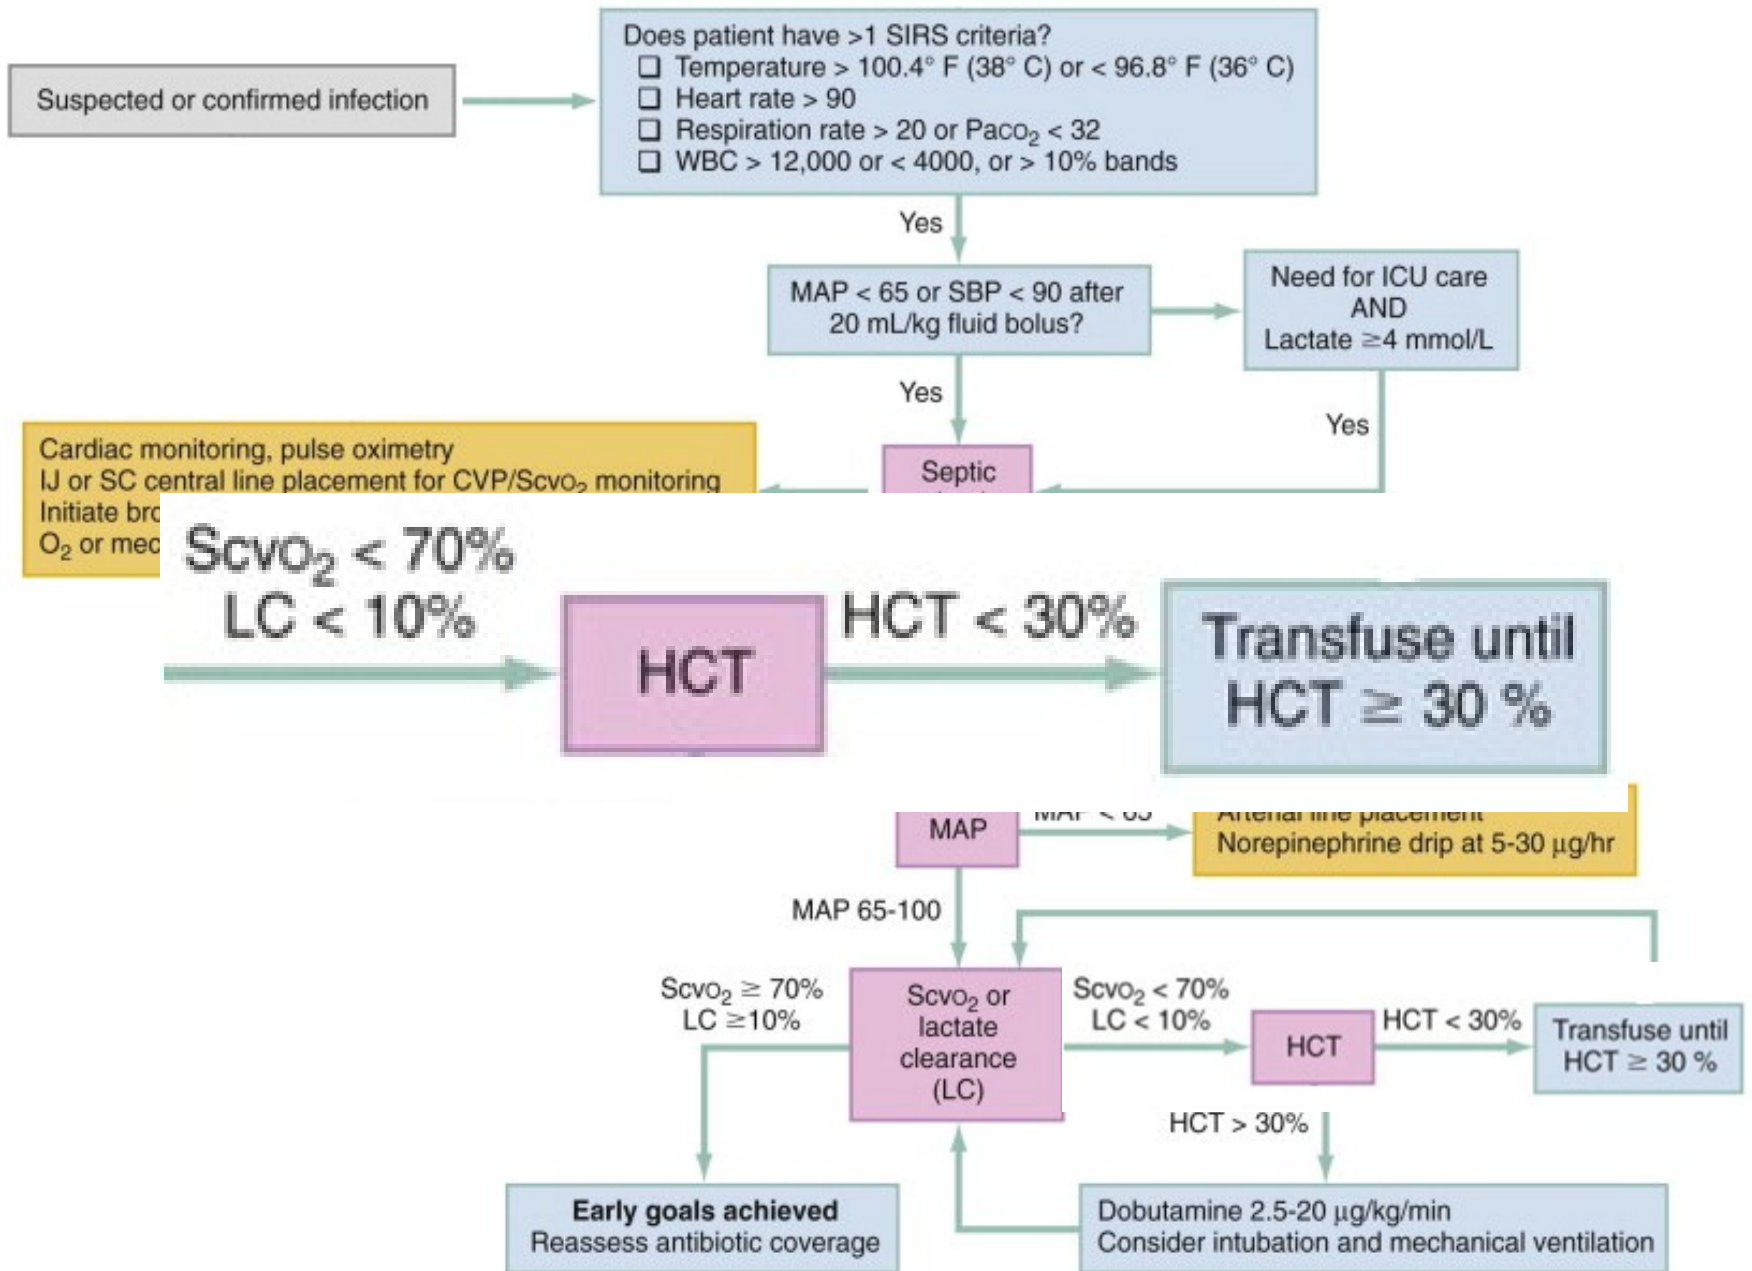 Does patient have >1 SIRS criteria?
❑ Temperature > 100.4° F (38° C) or < 96.8° F (36° C)
Suspected or confirmed infection
❑ Heart rate > 90
❑ Respiration rate > 20 or PaCO₂ < 32
❑ WBC > 12,000 or < 4000, or > 10% bands
Yes
MAP < 65 or SBP < 90 after
20 mL/kg fluid bolus?
Need for ICU care
AND
Lactate ≥4 mmol/L
Yes
Yes
Cardiac monitoring, pulse oximetry
IJ or SC central line placement for CVP/ScvO₂ monitoring
Initiate
O₂ or
Septic
ScvO₂ < 70%
LC < 10%
HCT
HCT < 30%
Transfuse until
HCT ≥ 30 %
MAP
MAP < 65
Arterial line placement
Norepinephrine drip at 5-30 μg/hr
MAP 65-100
ScvO₂ ≥ 70%
LC ≥10%
ScvO₂ or
lactate
clearance
(LC)
ScvO₂ < 70%
LC < 10%
HCT
HCT < 30%
Transfuse until
HCT ≥ 30 %
HCT > 30%
Early goals achieved
Reassess antibiotic coverage
Dobutamine 2.5-20 μg/kg/min
Consider intubation and mechanical ventilation